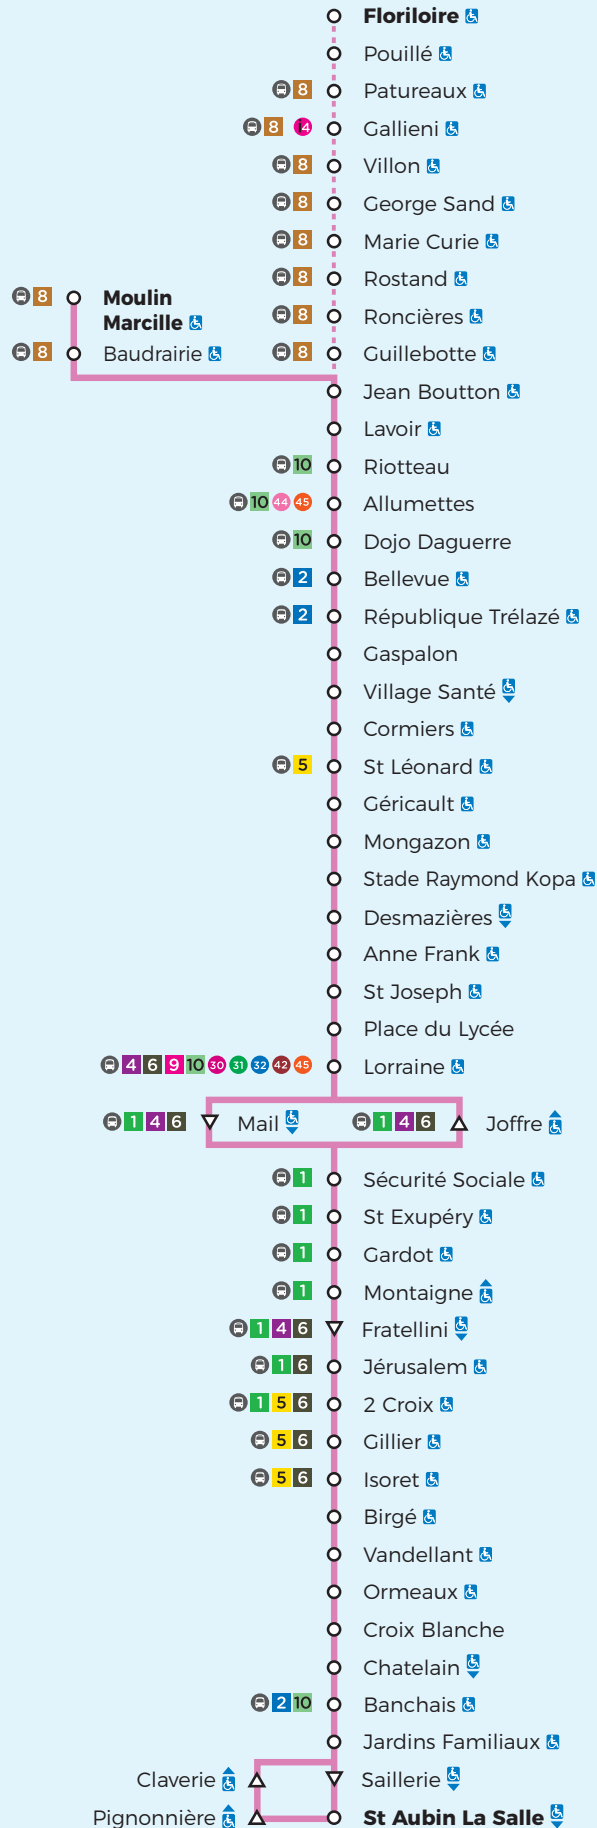 Floriloire
Pouillé
8 Patureaux
8 i4 Gallieni
8 Villon
8 George Sand
8 Marie Curie
8 Rostand
8 Moulin
Marcille
8 Roncières
8 Baudrairie
8 Guillebotte
Jean Boutton
Lavoir
10 Riotteau
10 44 45 Allumettes
10 Dojo Daguerre
2 Bellevue
2 République Trélazé
Gaspalon
Village Santé
Cormiers
5 St Léonard
Géricault
Mongazon
Stade Raymond Kopa
Desmazières
Anne Frank
St Joseph
Place du Lycée
4 6 9 10 30 31 32 42 45 Lorraine
1 4 6 Mail
1 4 6 Joffre
1 Sécurité Sociale
1 St Exupéry
1 Gardot
1 Montaigne
1 4 6 Fratellini
1 6 Jérusalem
1 5 6 2 Croix
5 6 Gillier
5 6 Isoret
Birgé
Vandellant
Ormeaux
Croix Blanche
Chatelain
2 10 Banchais
Jardins Familiaux
Claverie
Saillerie
Pignonnière
St Aubin La Salle